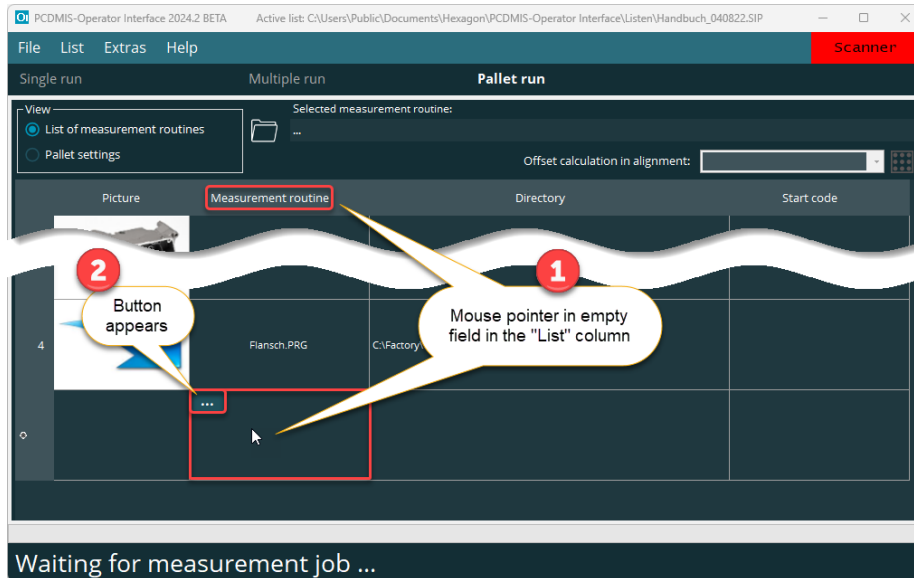 PCDMIS-Operator Interface 2024.2 BETA Active list: C:\Users\Public\Documents\Hexagon\PCDMIS-Operator Interface\Listen\Handbuch_040822.SIP
File List Extras Help
Scanner
Single run Multiple run Pallet run
View
List of measurement routines
Pallet settings
Selected measurement routine:
...
Offset calculation in alignment:
Picture Measurement routine Directory Start code
2
Button
appears
1
Mouse pointer in empty
field in the "List" column
4 Flansch.PRG C:\Factory\
...
Waiting for measurement job ...